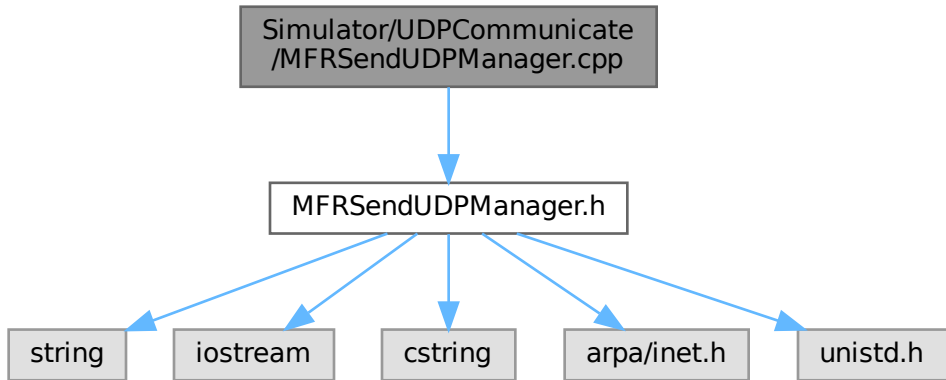 Simulator/UDPCommunicate
/MFRSendUDPManager.cpp
MFRSendUDPManager.h
string
iostream
cstring
arpa/inet.h
unistd.h